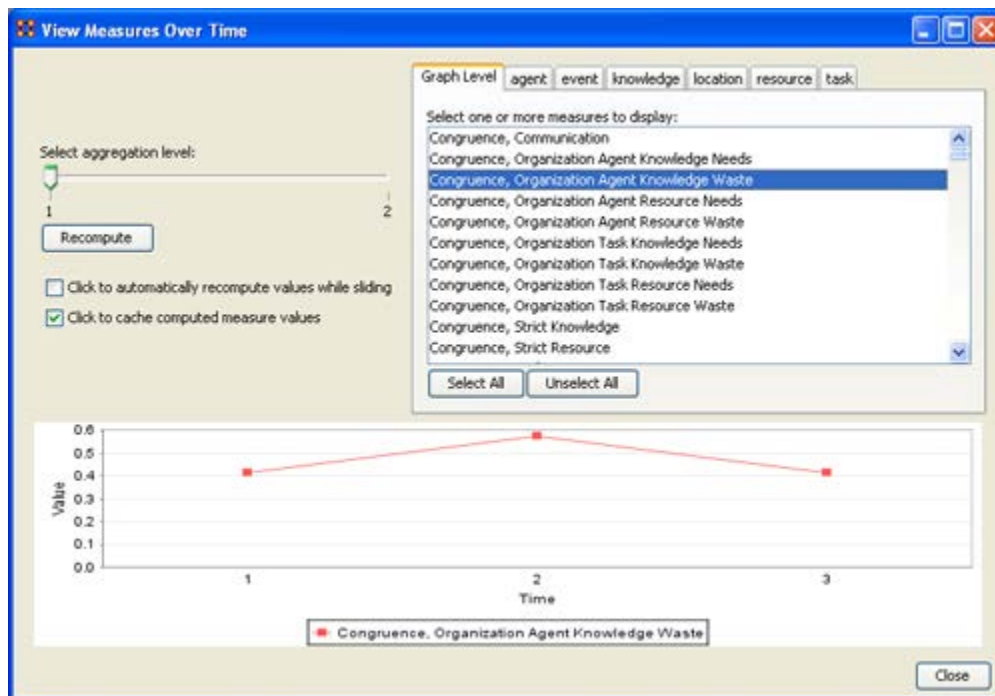 View Measures Over Time
Graph Level agent event knowledge location resource task
Select one or more measures to display:
Congruence, Communication
Congruence, Organization Agent Knowledge Needs
Congruence, Organization Agent Knowledge Waste
Congruence, Organization Agent Resource Needs
Congruence, Organization Agent Resource Waste
Congruence, Organization Task Knowledge Needs
Congruence, Organization Task Knowledge Waste
Congruence, Organization Task Resource Needs
Congruence, Organization Task Resource Waste
Congruence, Strict Knowledge
Congruence, Strict Resource
Select All Unselect All
Select aggregation level:
1 2
Recompute
Click to automatically recompute values while sliding
Click to cache computed measure values
0.6
0.5
0.4
0.3
0.2
0.1
0.0
Value
1 2 3
Time
Congruence, Organization Agent Knowledge Waste
Close